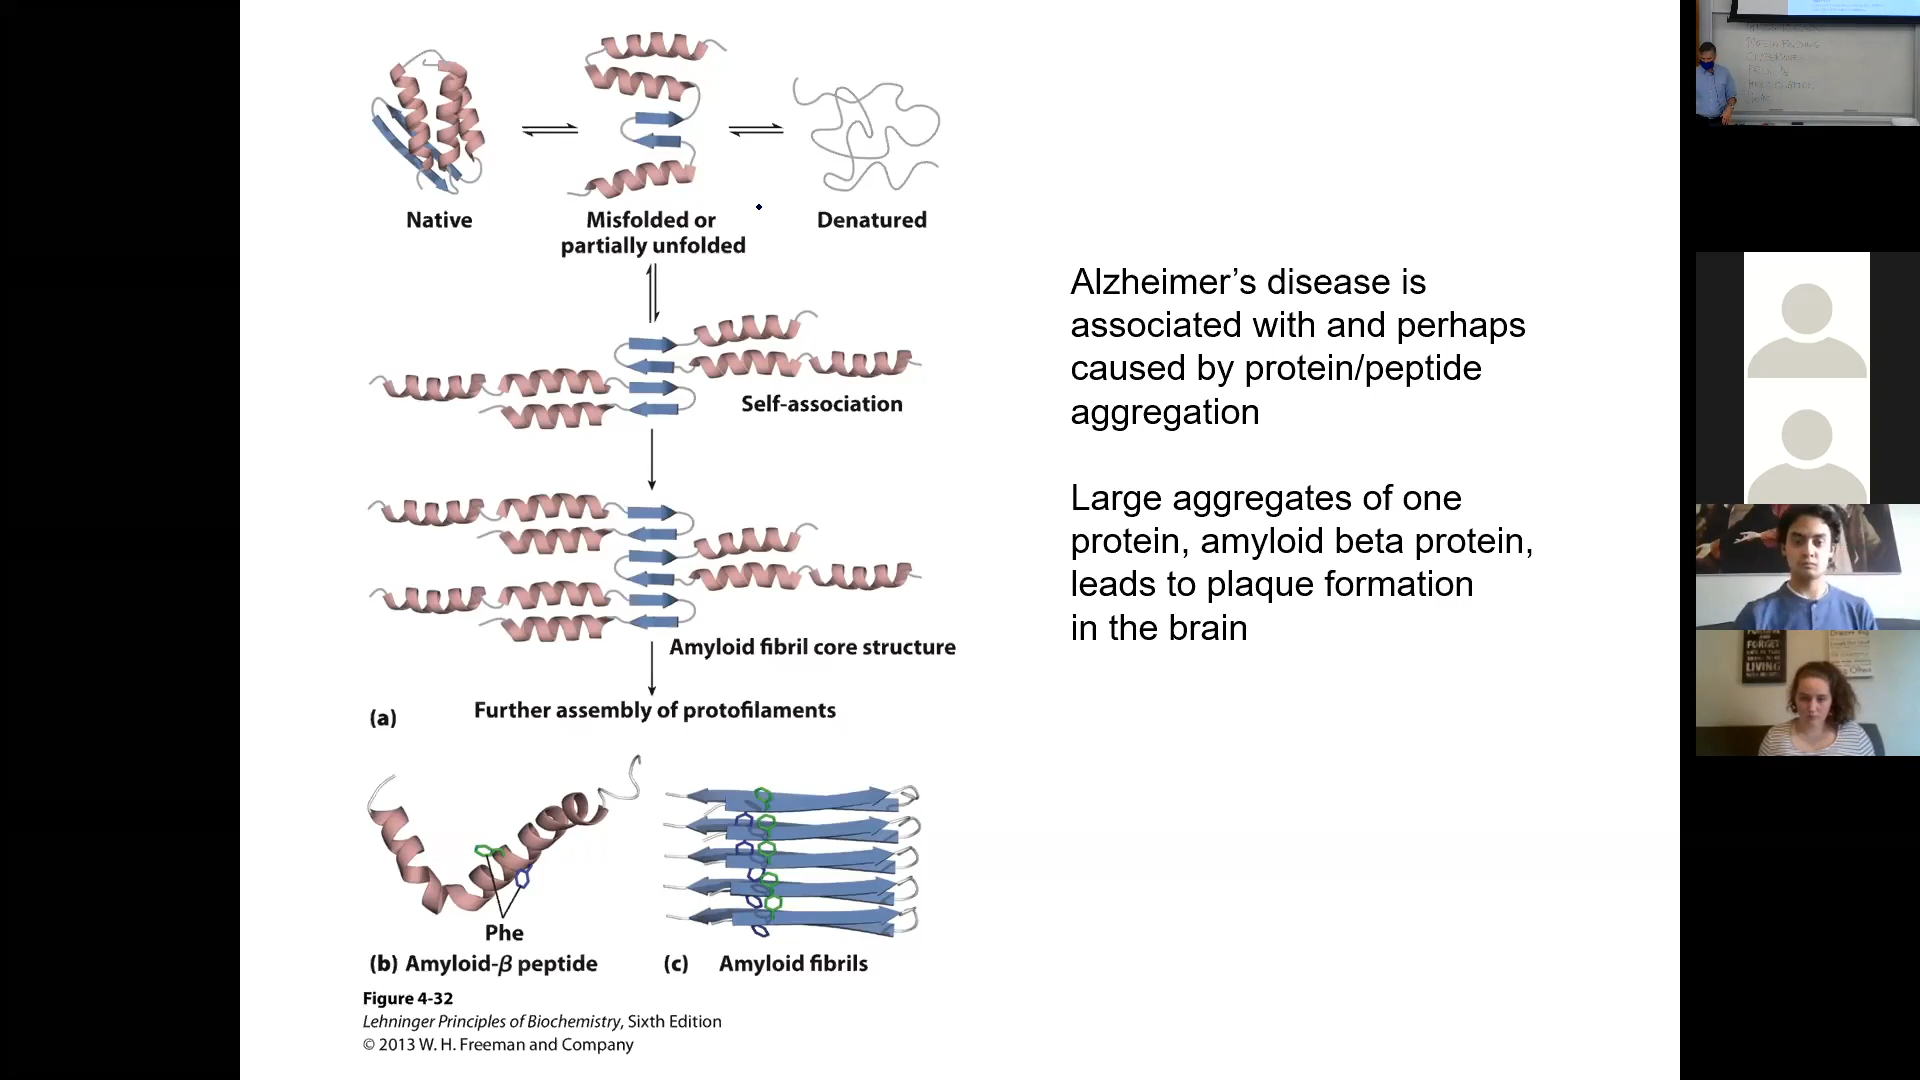 Native
Misfolded or
partially unfolded
Denatured
Self-association
Amyloid fibril core structure
Further assembly of protofilaments
(a)
Phe
(b) Amyloid-β peptide
(c) Amyloid fibrils
Figure 4-32
Lehninger Principles of Biochemistry, Sixth Edition
© 2013 W. H. Freeman and Company
Alzheimer’s disease is
associated with and perhaps
caused by protein/peptide
aggregation
Large aggregates of one
protein, amyloid beta protein,
leads to plaque formation
in the brain
FORGET
LIVING